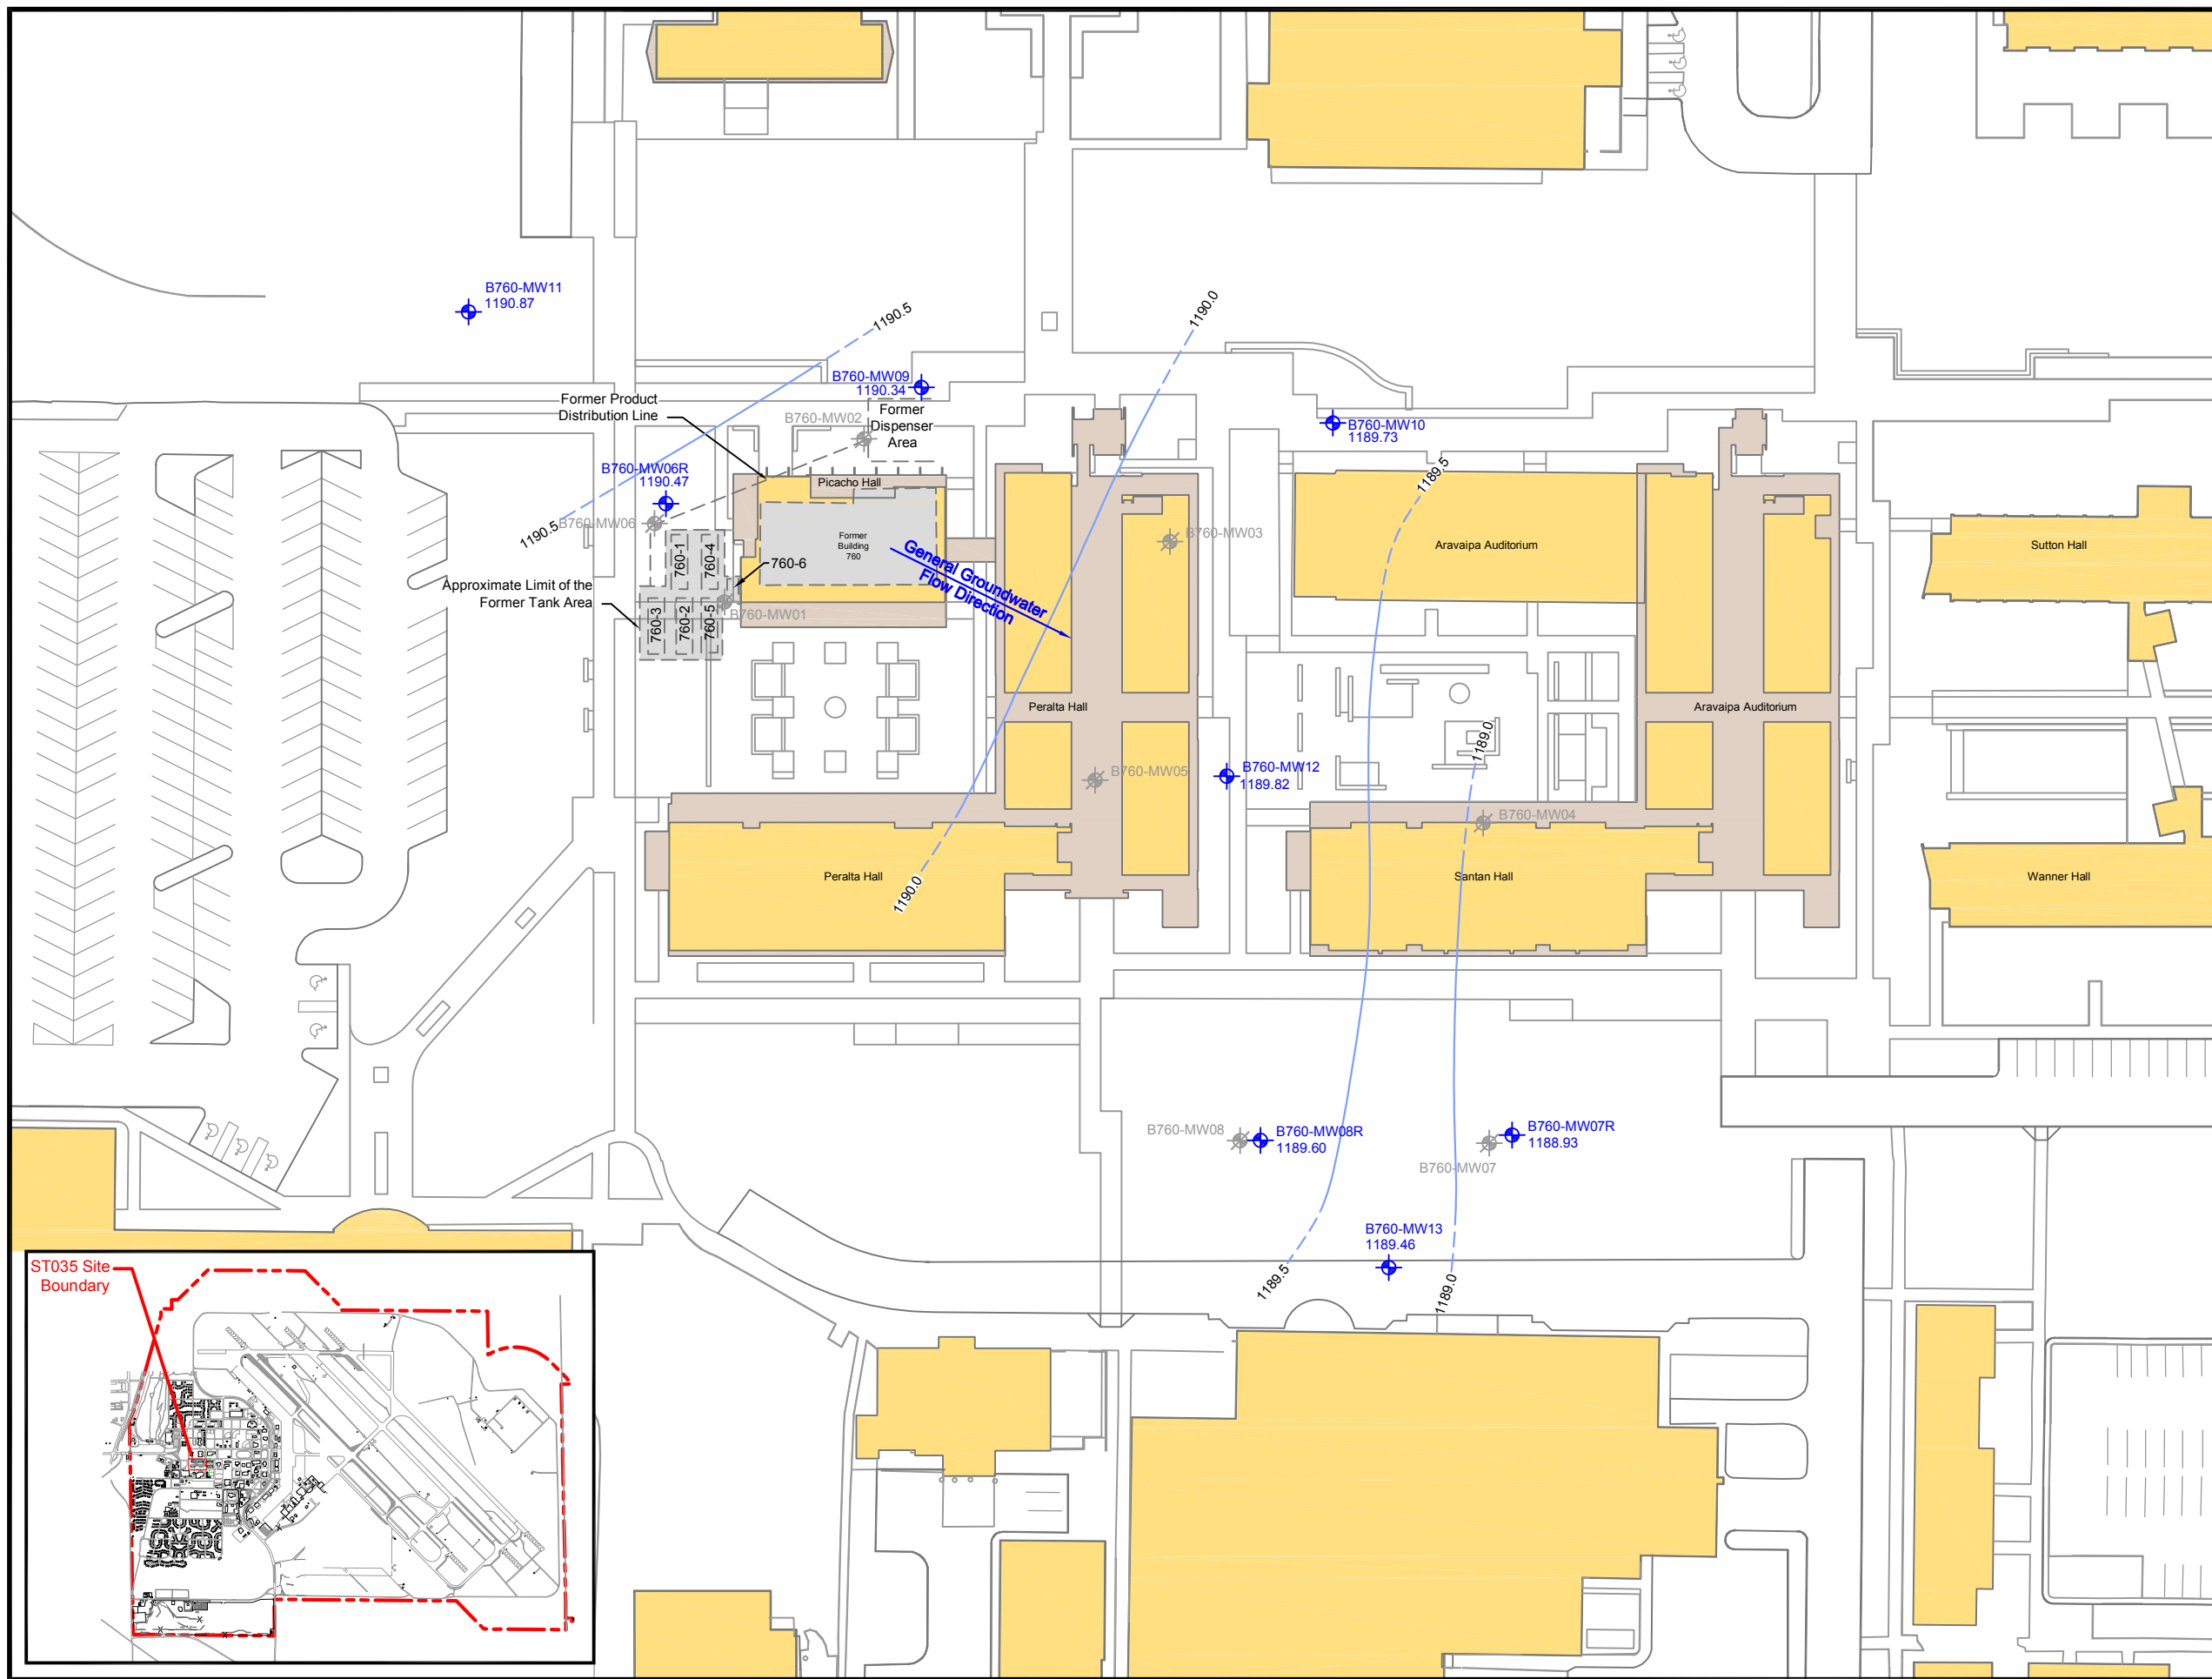 B760-MW11
1190.87
1190.5
1190.0
B760-MW09
1190.34
Former Product
Distribution Line
B760-MW02
Former
Dispenser
Area
B760-MW10
1189.73
B760-MW06R
1190.47
Picacho Hall
1189.5
B760-MW06
1190.5
Former
Building
760
760-1
760-4
760-6
General Groundwater
Flow Direction
B760-MW03
Aravaipa Auditorium
Sutton Hall
Approximate Limit of the
Former Tank Area
760-3
760-2
760-5
B760-MW01
Peralta Hall
Aravaipa Auditorium
1189.0
B760-MW05
B760-MW12
1189.82
B760-MW04
Peralta Hall
1190.0
Santan Hall
Wanner Hall
B760-MW08
B760-MW08R
1189.60
B760-MW07R
1188.93
B760-MW07
B760-MW13
1189.46
1189.5
1189.0
ST035 Site
Boundary